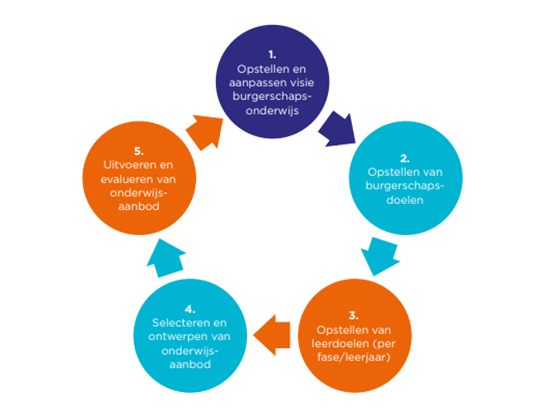 1.
Opstellen en
aanpassen visie
burgerschaps-
onderwijs
2.
Opstellen van
burgerschaps-
doelen
3.
Opstellen van
leerdoelen (per
fase/leerjaar)
4.
Selecteren en
ontwerpen van
onderwijs-
aanbod
5.
Uitvoeren en
evalueren van
onderwijs-
aanbod